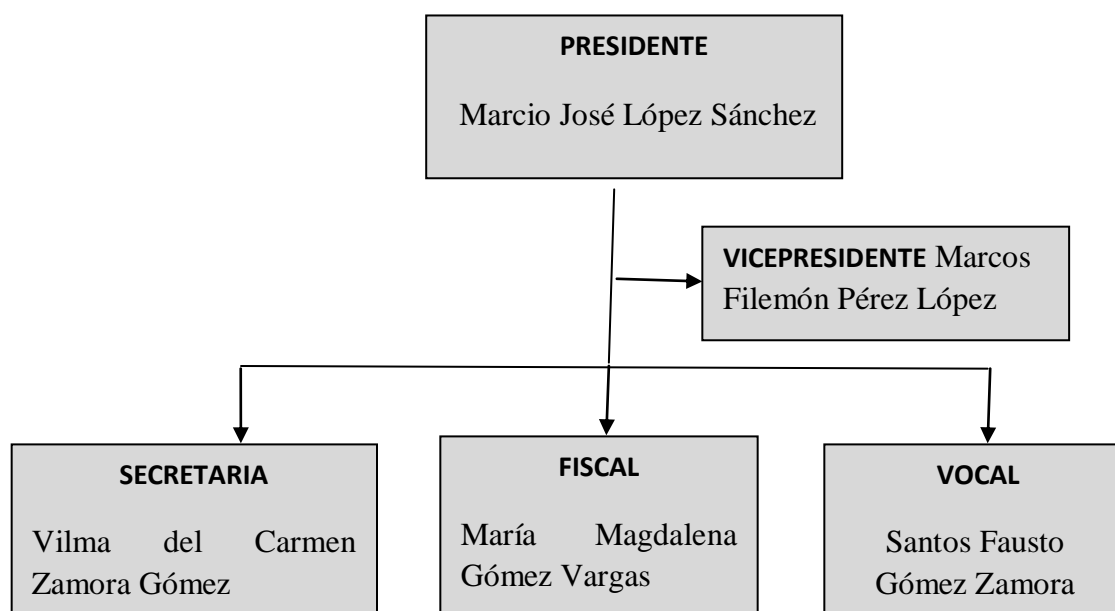 PRESIDENTE
Marcio José López Sánchez
VICEPRESIDENTE Marcos
Filemón Pérez López
SECRETARIA
Vilma del Carmen
Zamora Gómez
FISCAL
María Magdalena
Gómez Vargas
VOCAL
Santos Fausto
Gómez Zamora